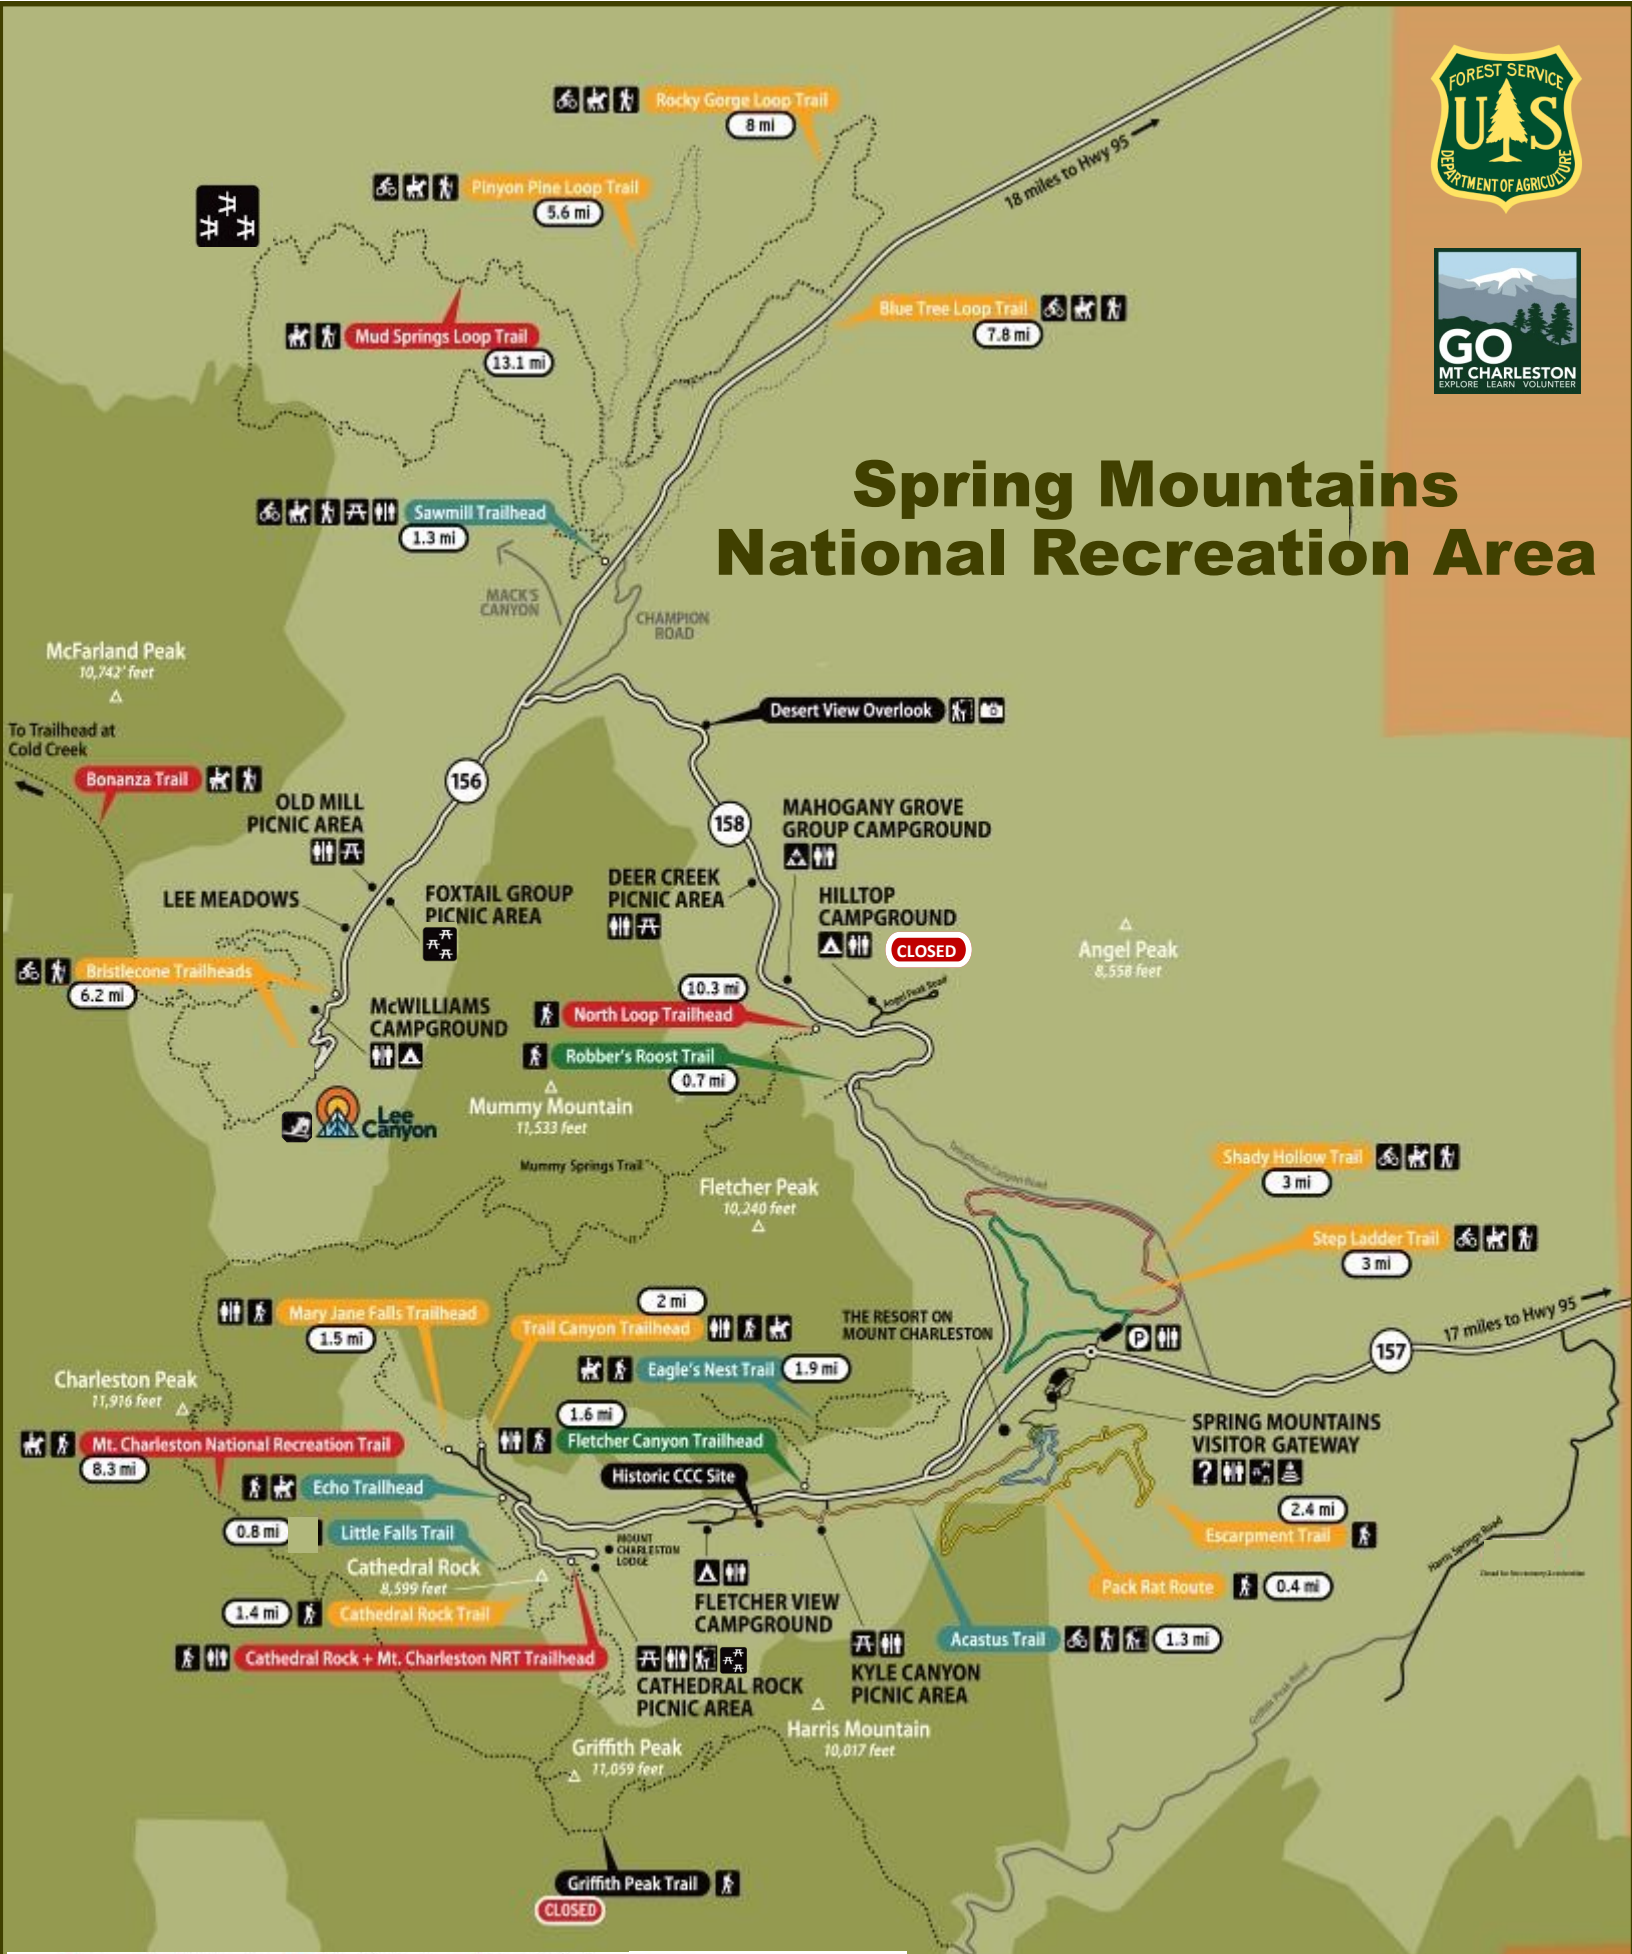 FOREST SERVICE
U S
DEPARTMENT OF AGRICULTURE
GO
MT CHARLESTON
EXPLORE LEARN VOLUNTEER
Spring Mountains
National Recreation Area
Rocky Gorge Loop Trail
8 mi
18 miles to Hwy 95
Pinyon Pine Loop Trail
5.6 mi
Blue Tree Loop Trail
7.8 mi
Mud Springs Loop Trail
13.1 mi
Sawmill Trailhead
1.3 mi
MACK'S
CANYON
CHAMPION
ROAD
McFarland Peak
10,742' feet
To Trailhead at
Cold Creek
Bonanza Trail
Desert View Overlook
156
158
OLD MILL
PICNIC AREA
MAHOGANY GROVE
GROUP CAMPGROUND
LEE MEADOWS
FOXTAIL GROUP
PICNIC AREA
DEER CREEK
PICNIC AREA
HILLTOP
CAMPGROUND
CLOSED
Angel Peak
8,558 feet
Angel Peak Road
Bristlecone Trailheads
6.2 mi
McWILLIAMS
CAMPGROUND
10.3 mi
North Loop Trailhead
Robber's Roost Trail
0.7 mi
Lee
Canyon
Mummy Mountain
11,533 feet
Mummy Springs Trail
Telephone Canyon Road
Fletcher Peak
10,240 feet
Shady Hollow Trail
3 mi
Step Ladder Trail
3 mi
17 miles to Hwy 95
157
Mary Jane Falls Trailhead
1.5 mi
2 mi
Trail Canyon Trailhead
THE RESORT ON
MOUNT CHARLESTON
P
Eagle's Nest Trail
1.9 mi
Charleston Peak
11,916 feet
1.6 mi
Fletcher Canyon Trailhead
Mt. Charleston National Recreation Trail
8.3 mi
Historic CCC Site
SPRING MOUNTAINS
VISITOR GATEWAY
?
Echo Trailhead
2.4 mi
Escarpment Trail
0.8 mi
Little Falls Trail
MOUNT
CHARLESTON
LODGE
Harris Springs Road
Cathedral Rock
8,599 feet
Pack Rat Route
0.4 mi
1.4 mi
Cathedral Rock Trail
FLETCHER VIEW
CAMPGROUND
Acastus Trail
1.3 mi
Cathedral Rock + Mt. Charleston NRT Trailhead
CATHEDRAL ROCK
PICNIC AREA
KYLE CANYON
PICNIC AREA
Griffith Peak Road
Harris Mountain
10,017 feet
Griffith Peak
11,059 feet
Griffith Peak Trail
CLOSED